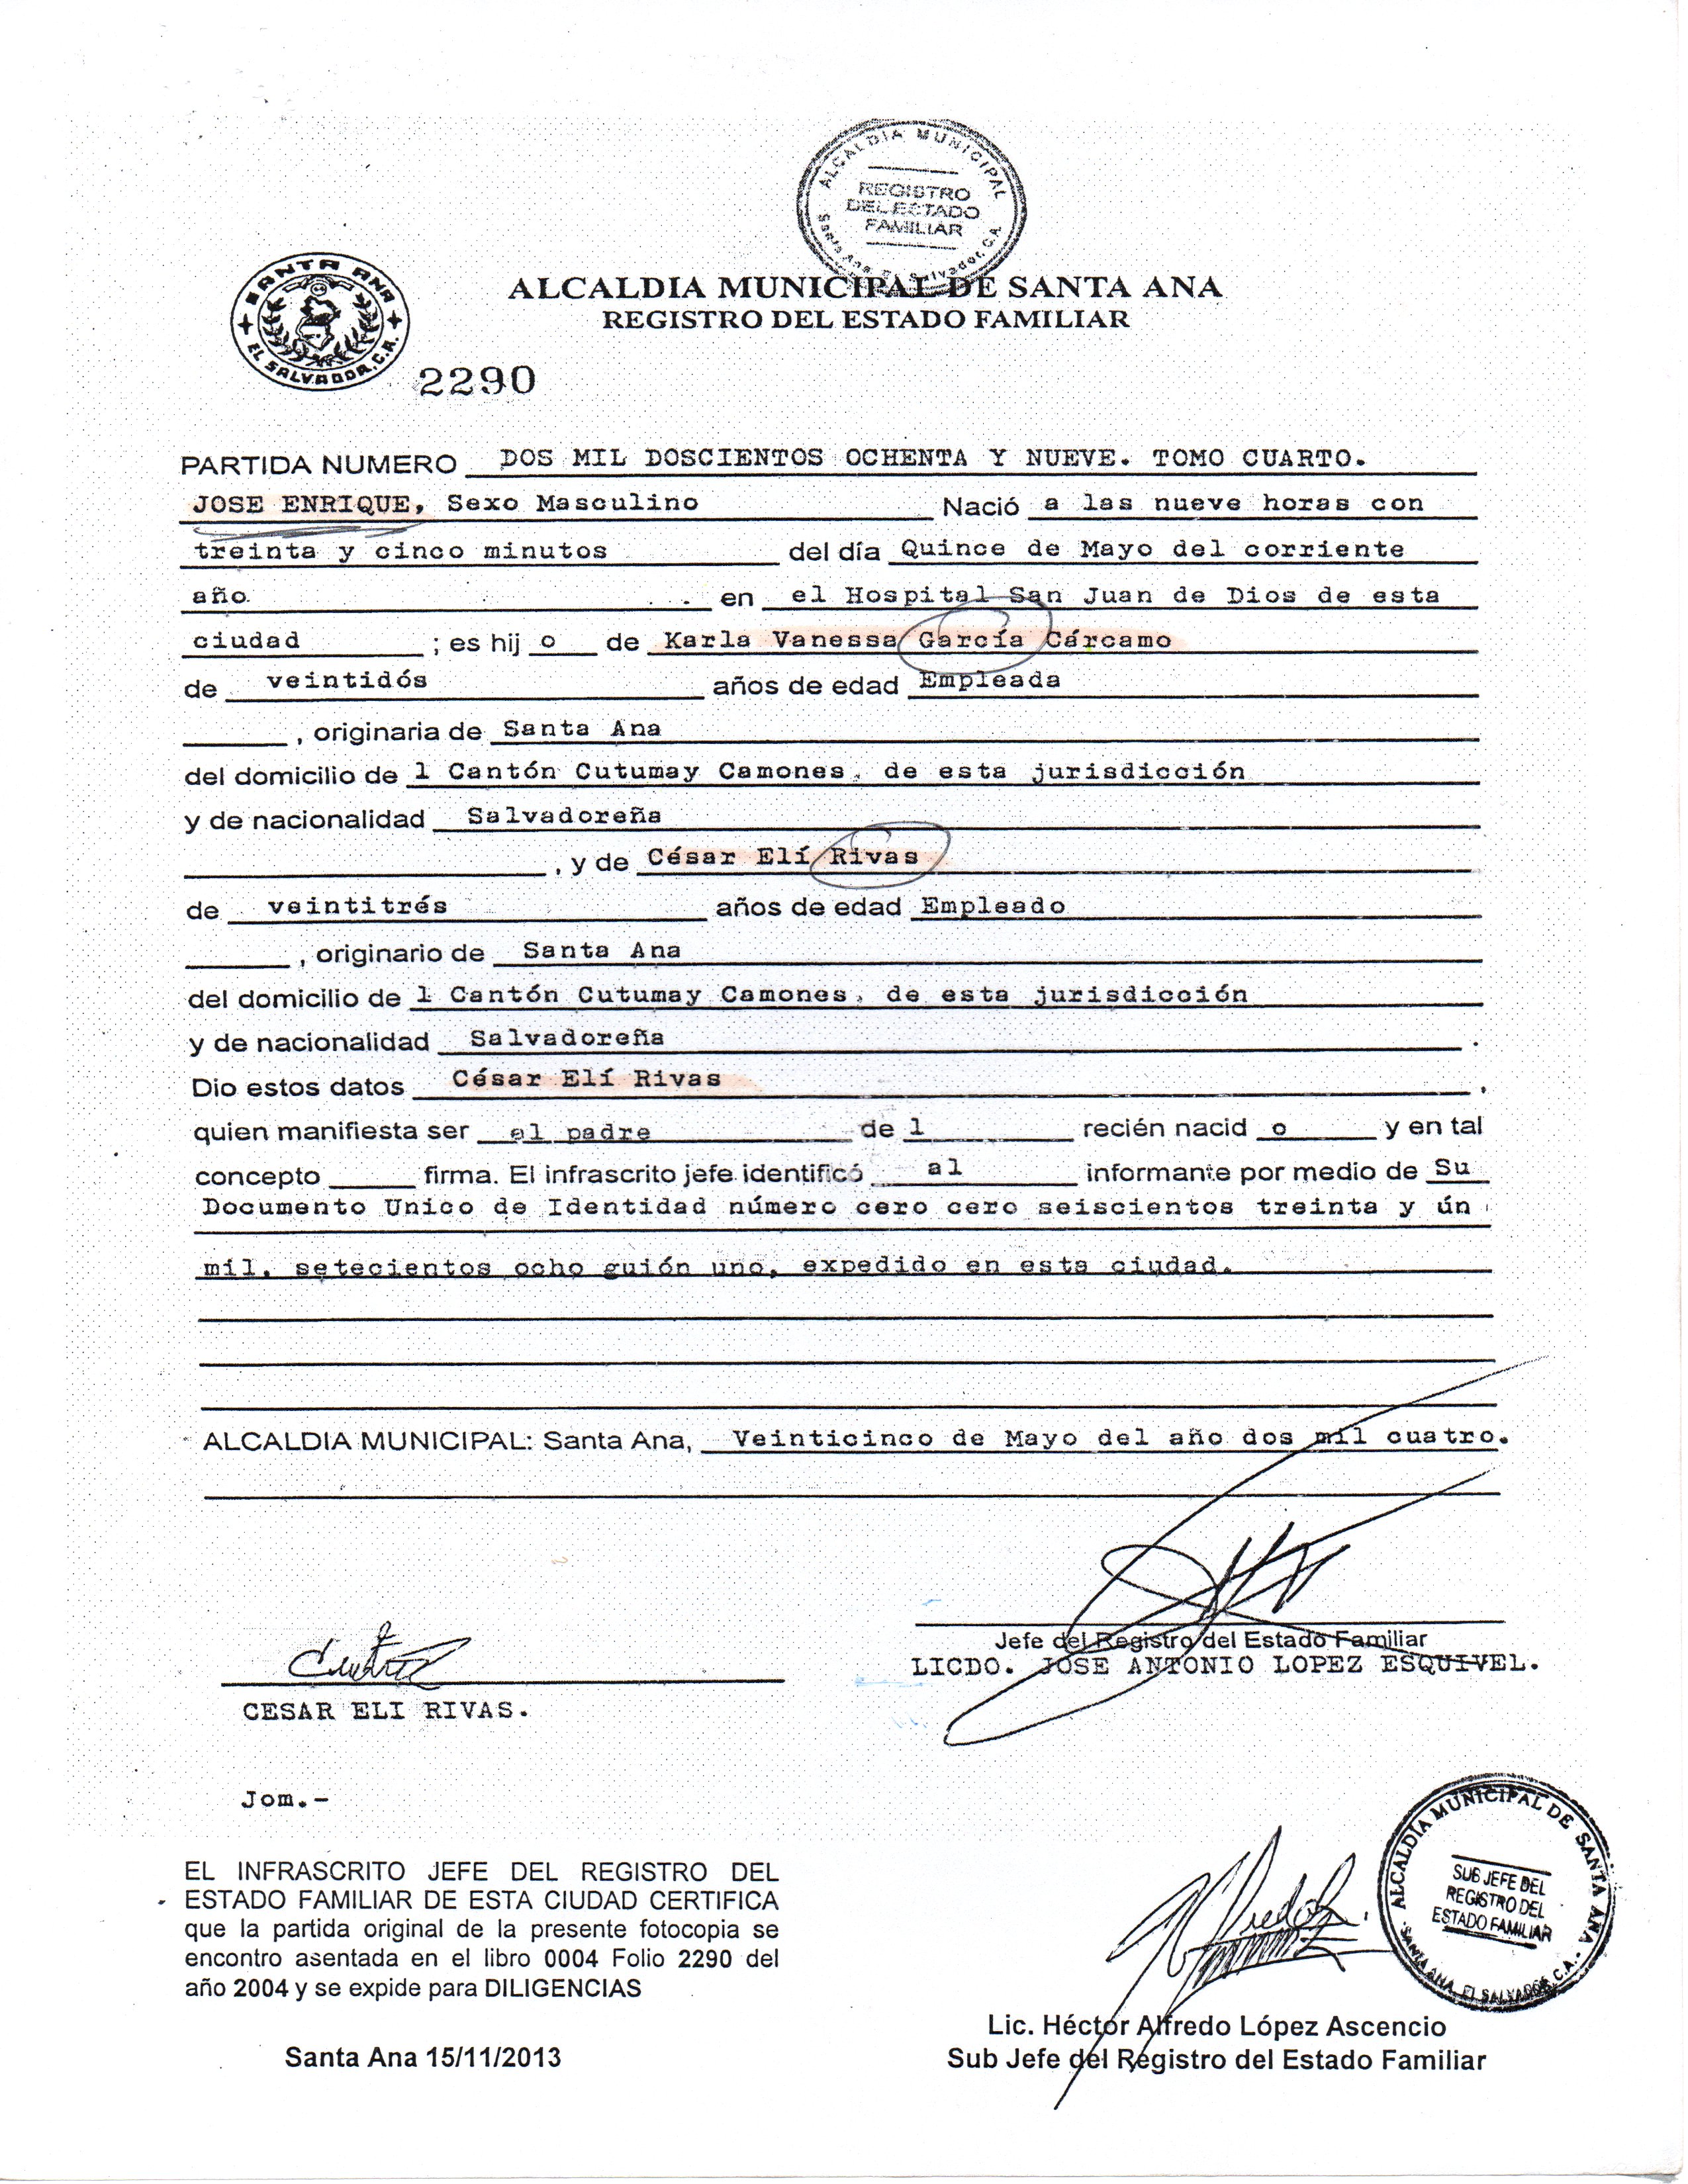 ALCALDIA MUNICIPAL
REGISTRO
DEL ESTADO
FAMILIAR
Santa Ana, El Salvador, C.A.
SANTA ANA
EL SALVADOR, C.A.
ALCALDIA MUNICIPAL DE SANTA ANA
REGISTRO DEL ESTADO FAMILIAR
2290
PARTIDA NUMERO DOS MIL DOSCIENTOS OCHENTA Y NUEVE. TOMO CUARTO.
JOSE ENRIQUE, Sexo Masculino Nació a las nueve horas con
treinta y cinco minutos del día Quince de Mayo del corriente
año. en el Hospital San Juan de Dios de esta
ciudad ; es hij o de Karla Vanessa García Cárcamo
de veintidós años de edad Empleada
, originaria de Santa Ana
del domicilio de l Cantón Cutumay Camones, de esta jurisdicción
y de nacionalidad Salvadoreña
, y de César Elí Rivas
de veintitrés años de edad Empleado
, originario de Santa Ana
del domicilio de l Cantón Cutumay Camones, de esta jurisdicción
y de nacionalidad Salvadoreña .
Dio estos datos César Elí Rivas ,
quien manifiesta ser el padre de l recién nacid o y en tal
concepto firma. El infrascrito jefe identificó al informante por medio de Su
Documento Unico de Identidad número cero cero seiscientos treinta y ún
mil, setecientos ocho guión uno, expedido en esta ciudad.
ALCALDIA MUNICIPAL: Santa Ana, Veinticinco de Mayo del año dos mil cuatro.
Jefe del Registro del Estado Familiar
LICDO. JOSE ANTONIO LOPEZ ESQUIVEL.
CESAR ELI RIVAS.
Jom.-
EL INFRASCRITO JEFE DEL REGISTRO DEL
ESTADO FAMILIAR DE ESTA CIUDAD CERTIFICA
que la partida original de la presente fotocopia se
encontro asentada en el libro 0004 Folio 2290 del
año 2004 y se expide para DILIGENCIAS
Santa Ana 15/11/2013
ALCALDIA MUNICIPAL DE SANTA ANA
SUB JEFE DEL
REGISTRO DEL
ESTADO FAMILIAR
SANTA ANA, EL SALVADOR, C.A.
Lic. Héctor Alfredo López Ascencio
Sub Jefe del Registro del Estado Familiar